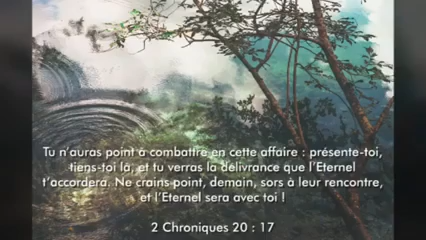 Tu n'auras point à combattre en cette affaire : présente-toi,
tiens-toi là, et tu verras la délivrance que l'Eternel
t'accordera. Ne crains point, demain, sors à leur rencontre,
et l'Eternel sera avec toi !
2 Chroniques 20 : 17